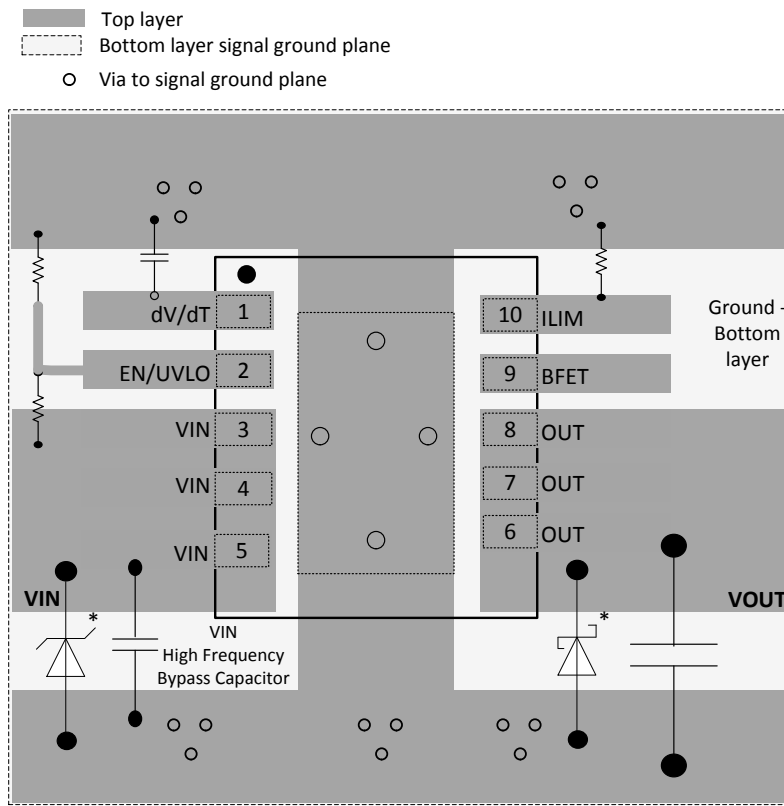 Top layer
Bottom layer signal ground plane
Via to signal ground plane
dV/dT 1
10 ILIM
Ground -
Bottom
layer
EN/UVLO 2
9 BFET
VIN 3
8 OUT
VIN 4
7 OUT
VIN 5
6 OUT
VIN
VOUT
*
*
VIN
High Frequency
Bypass Capacitor